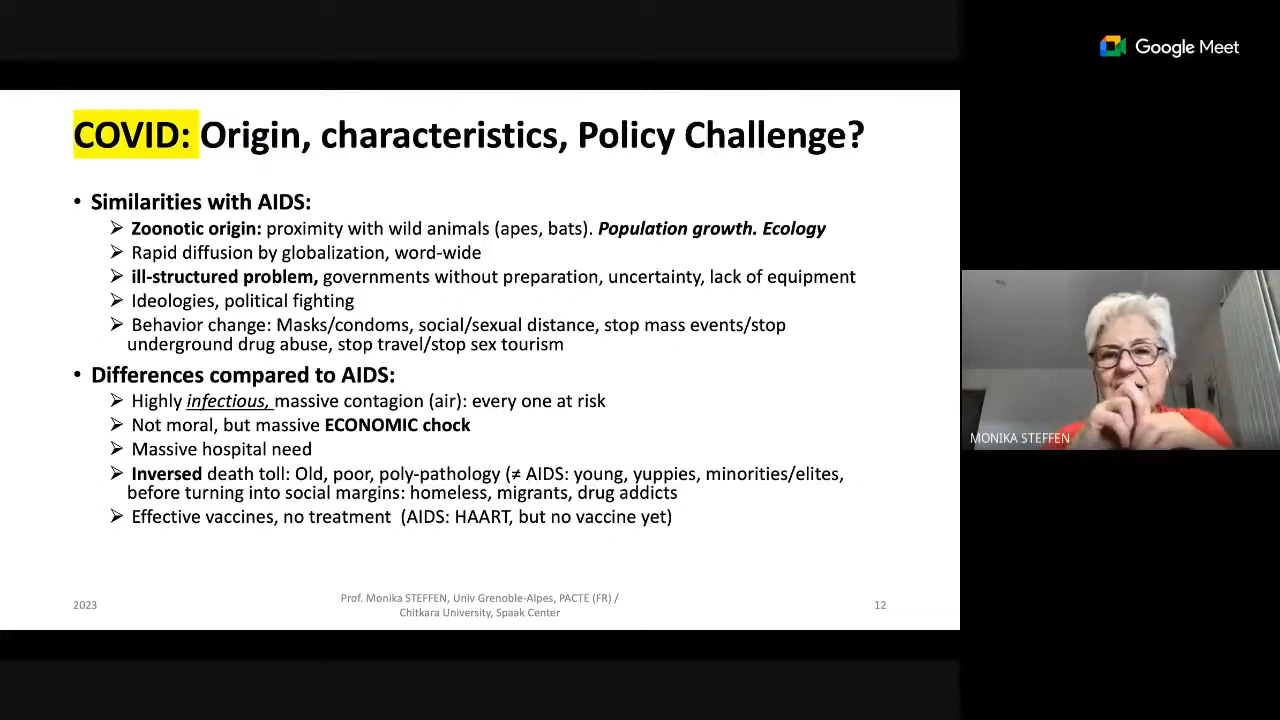 Google Meet
COVID: Origin, characteristics, Policy Challenge?
• Similarities with AIDS:
➢ Zoonotic origin: proximity with wild animals (apes, bats). Population growth. Ecology
➢ Rapid diffusion by globalization, word-wide
➢ ill-structured problem, governments without preparation, uncertainty, lack of equipment
➢ Ideologies, political fighting
➢ Behavior change: Masks/condoms, social/sexual distance, stop mass events/stop
underground drug abuse, stop travel/stop sex tourism
• Differences compared to AIDS:
➢ Highly infectious, massive contagion (air): every one at risk
➢ Not moral, but massive ECONOMIC chock
➢ Massive hospital need
➢ Inversed death toll: Old, poor, poly-pathology (≠ AIDS: young, yuppies, minorities/elites,
before turning into social margins: homeless, migrants, drug addicts
➢ Effective vaccines, no treatment (AIDS: HAART, but no vaccine yet)
2023
Prof. Monika STEFFEN, Univ Grenoble-Alpes, PACTE (FR) /
Chitkara University, Spaak Center
12
MONIKA STEFFEN